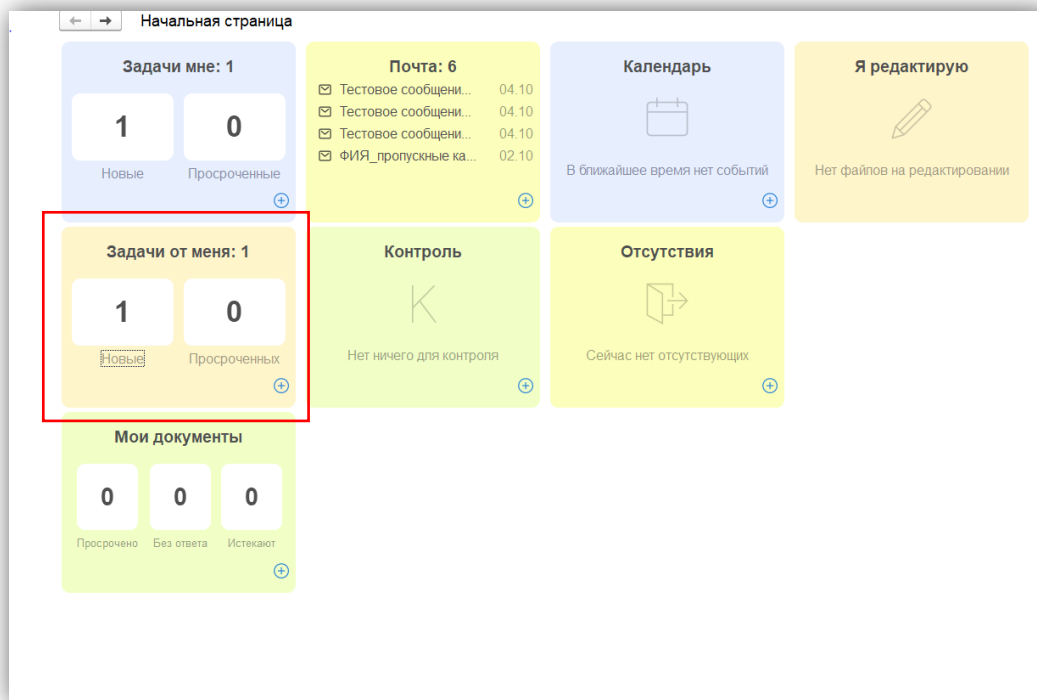 Начальная страница
Задачи мне: 1
1 0
Новые Просроченные
Почта: 6
Тестовое сообщени... 04.10
Тестовое сообщени... 04.10
Тестовое сообщени... 04.10
ФИЯ_пропускные ка... 02.10
Календарь
В ближайшее время нет событий
Я редактирую
Нет файлов на редактировании
Задачи от меня: 1
1 0
Новые Просроченных
Контроль
Нет ничего для контроля
Отсутствия
Сейчас нет отсутствующих
Мои документы
0 0 0
Просрочено Без ответа Истекают